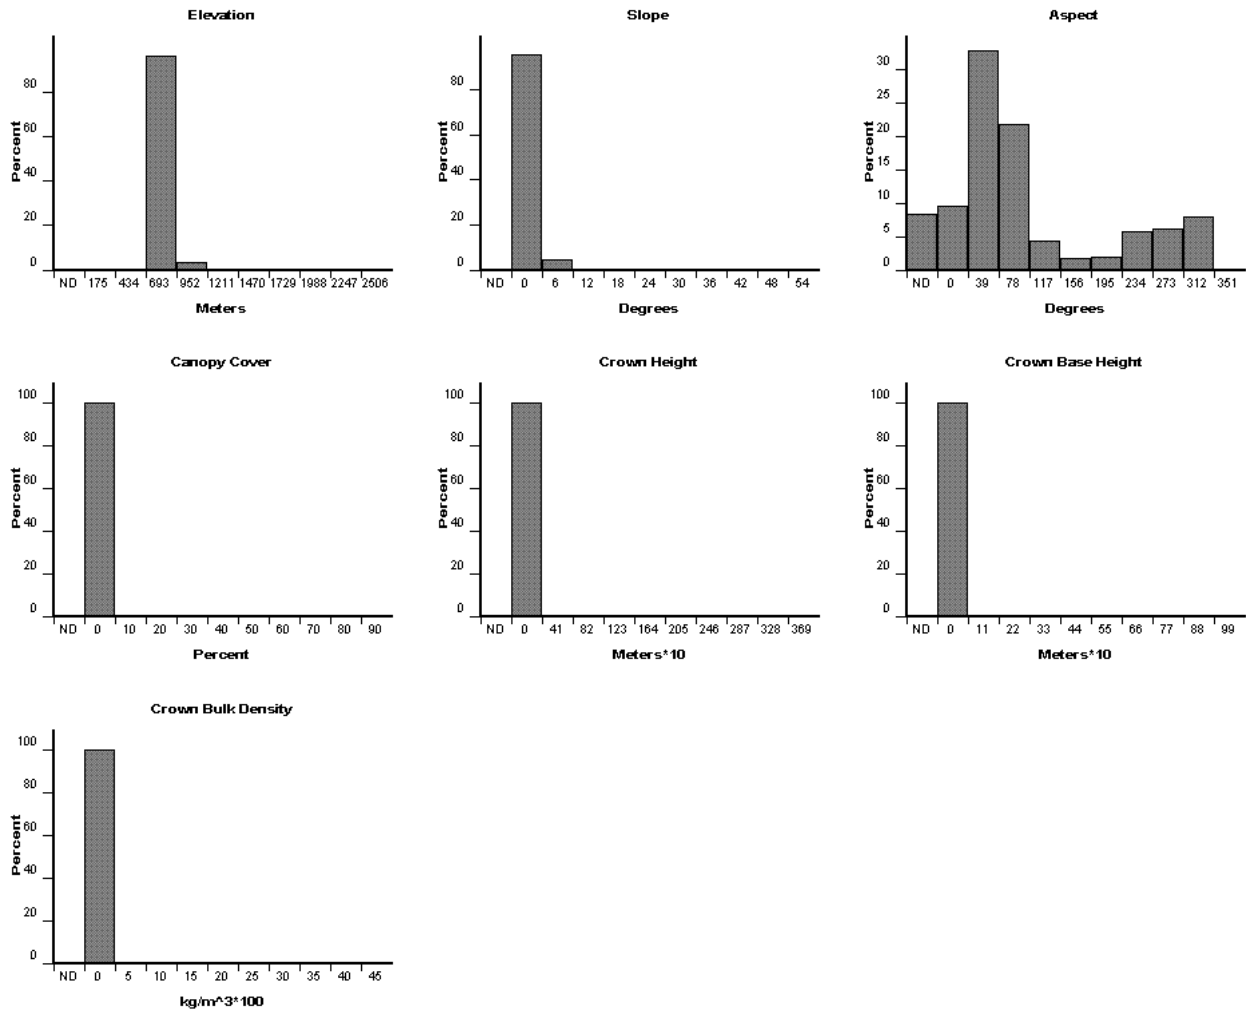 Elevation
Percent
80
60
40
20
0
ND 175 434 693 952 1211 1470 1729 1988 2247 2506
Meters
Slope
Percent
80
60
40
20
0
ND 0 6 12 18 24 30 36 42 48 54
Degrees
Aspect
Percent
30
25
20
15
10
5
0
ND 0 39 78 117 156 195 234 273 312 351
Degrees
Canopy Cover
Percent
100
80
60
40
20
0
ND 0 10 20 30 40 50 60 70 80 90
Percent
Crown Height
Percent
100
80
60
40
20
0
ND 0 41 82 123 164 205 246 287 328 369
Meters*10
Crown Base Height
Percent
100
80
60
40
20
0
ND 0 11 22 33 44 55 66 77 88 99
Meters*10
Crown Bulk Density
Percent
100
80
60
40
20
0
ND 0 5 10 15 20 25 30 35 40 45
kg/m^3*100